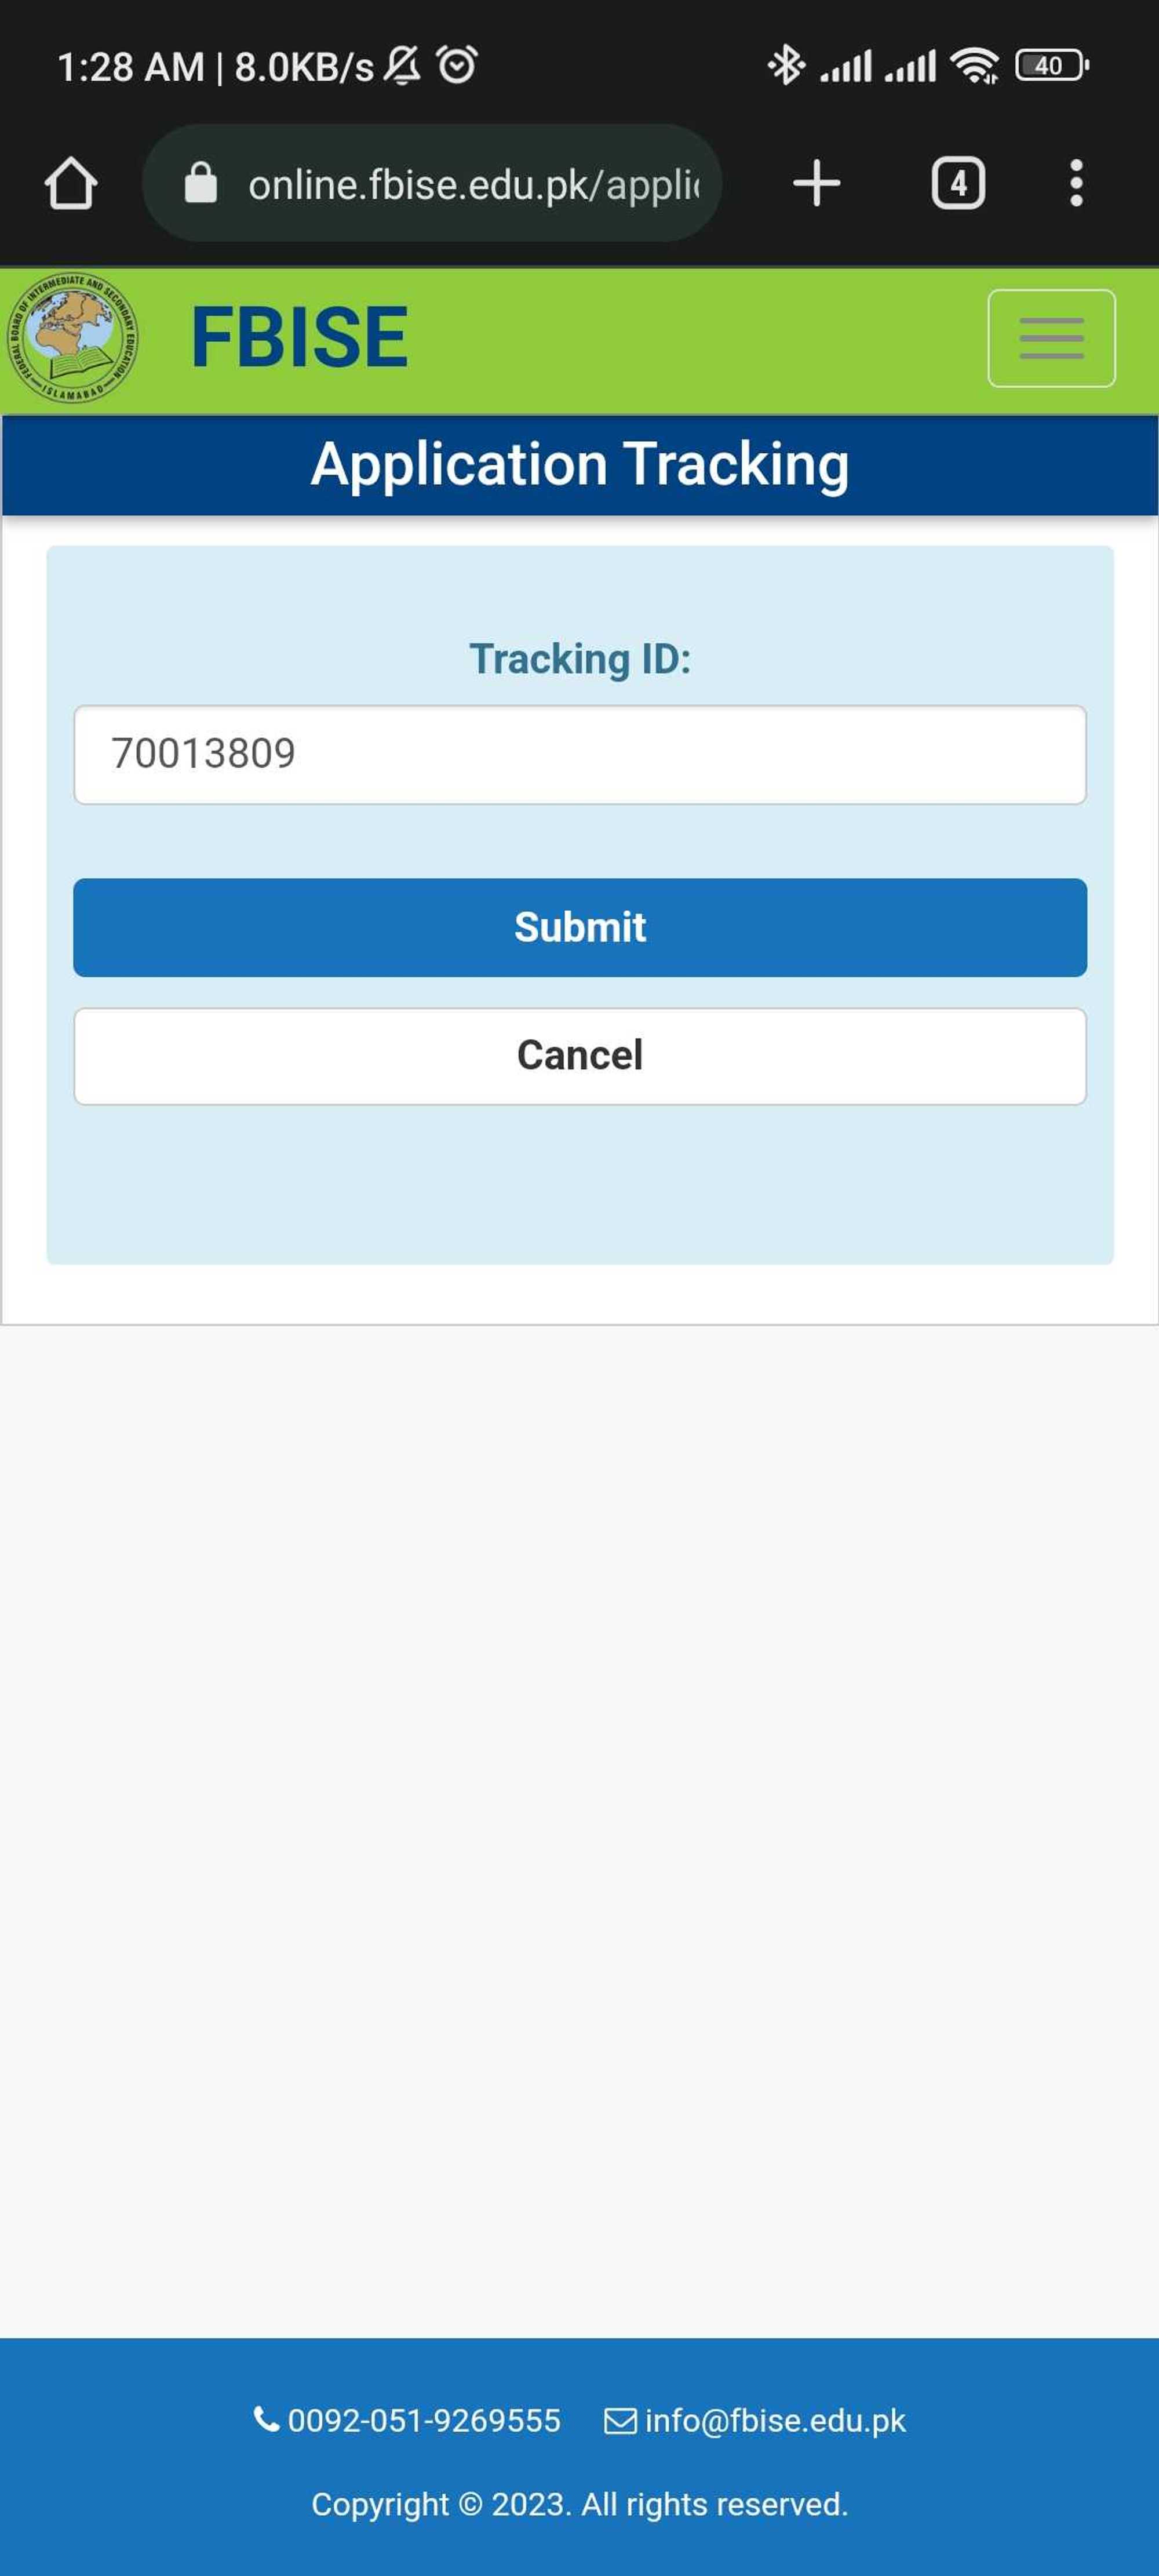 1:28 AM | 8.0KB/s
40
online.fbise.edu.pk/applic
4
FEDERAL BOARD OF INTERMEDIATE AND SECONDARY EDUCATION
ISLAMABAD
FBISE
Application Tracking
Tracking ID:
70013809
Submit
Cancel
0092-051-9269555 info@fbise.edu.pk
Copyright © 2023. All rights reserved.